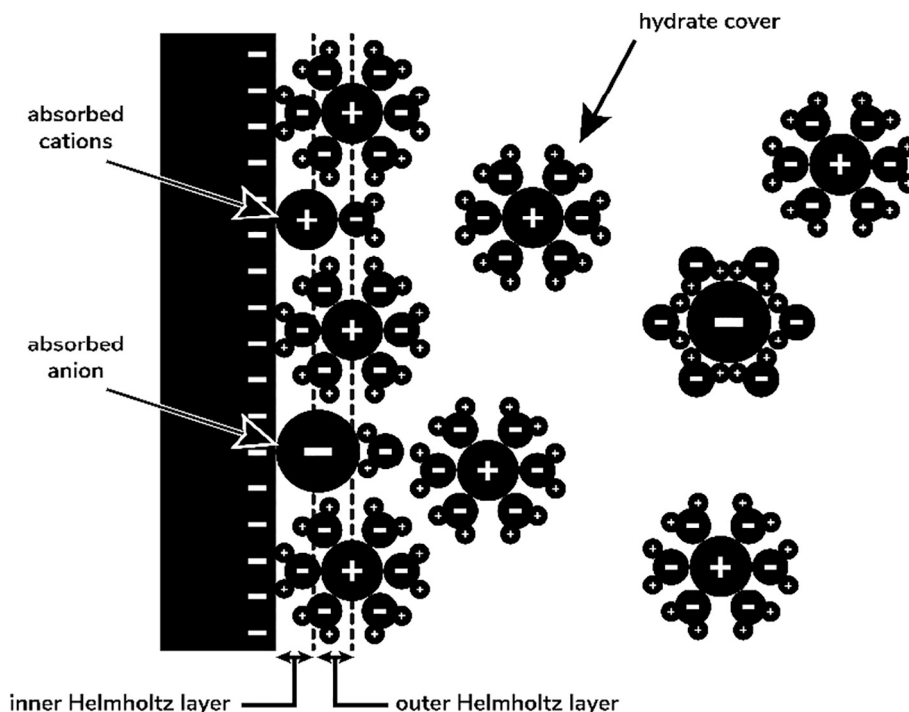 hydrate cover
absorbed
cations
absorbed
anion
inner Helmholtz layer
outer Helmholtz layer